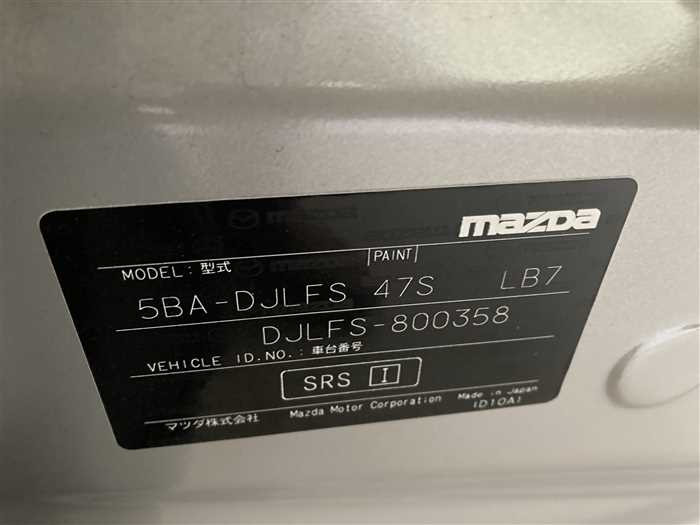 mazda
MODEL: 型式 PAINT
5BA-DJLFS 47S LB7
DJLFS-800358
VEHICLE ID.NO.: 車台番号
SRS I
マツダ株式会社 Mazda Motor Corporation Made in Japan
(D10A)